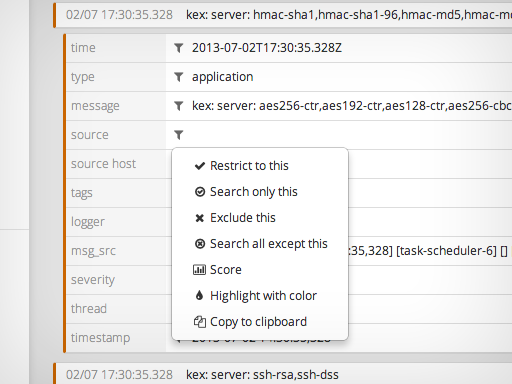 02/07 17:30:35.328 kex: server: hmac-sha1,hmac-sha1-96,hmac-md5,hmac-m
time 2013-07-02T17:30:35.328Z
type application
message kex: server: aes256-ctr,aes192-ctr,aes128-ctr,aes256-cbc
source
source host
Restrict to this
tags
Search only this
logger
Exclude this
msg_src :35,328] [task-scheduler-6] []
Search all except this
severity
Score
thread
Highlight with color
Copy to clipboard
timestamp
02/07 17:30:35.328 kex: server: ssh-rsa,ssh-dss